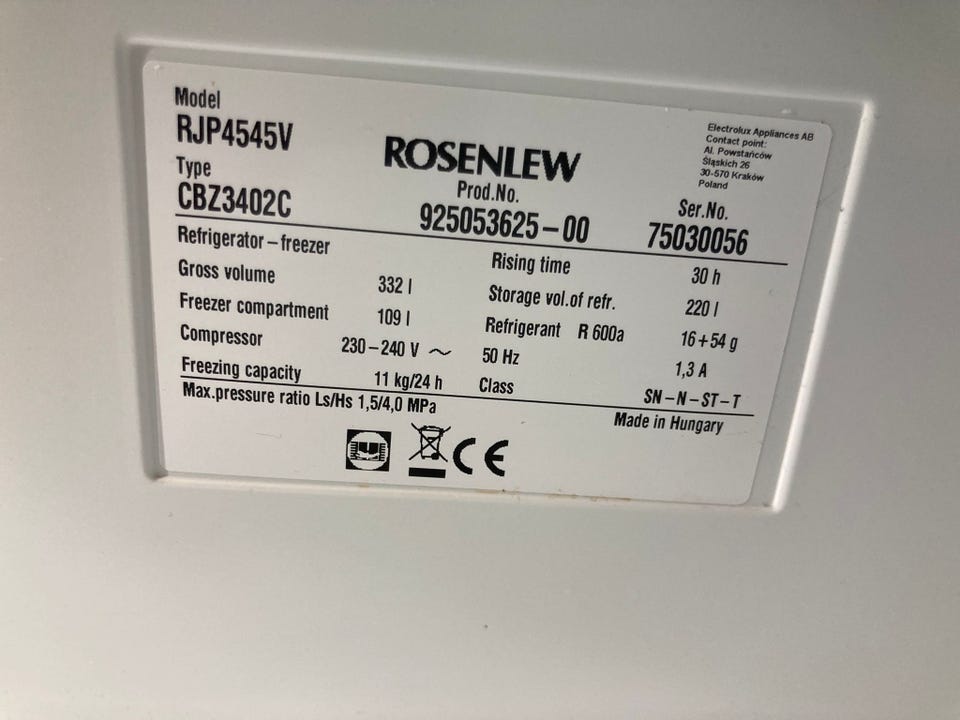 Model
RJP4545V
Type
CBZ3402C
ROSENLEW
Prod.No.
925053625-00
Electrolux Appliances AB
Contact point:
Al. Powstańców
Śląskich 26
30-570 Kraków
Poland
Ser.No.
75030056
Refrigerator-freezer
Gross volume 332 l
Freezer compartment 109 l
Compressor 230-240 V ~
Freezing capacity 11 kg/24 h
Rising time 30 h
Storage vol.of refr. 220 l
Refrigerant R 600a 16+54 g
50 Hz 1,3 A
Class SN-N-ST-T
Max.pressure ratio Ls/Hs 1,5/4,0 MPa
Made in Hungary
CE